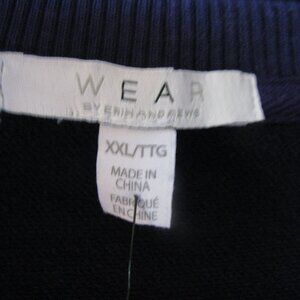 WEAR
BY ERIN ANDREWS
XXL/TTG
MADE IN
CHINA
FABRIQUÉ
EN CHINE